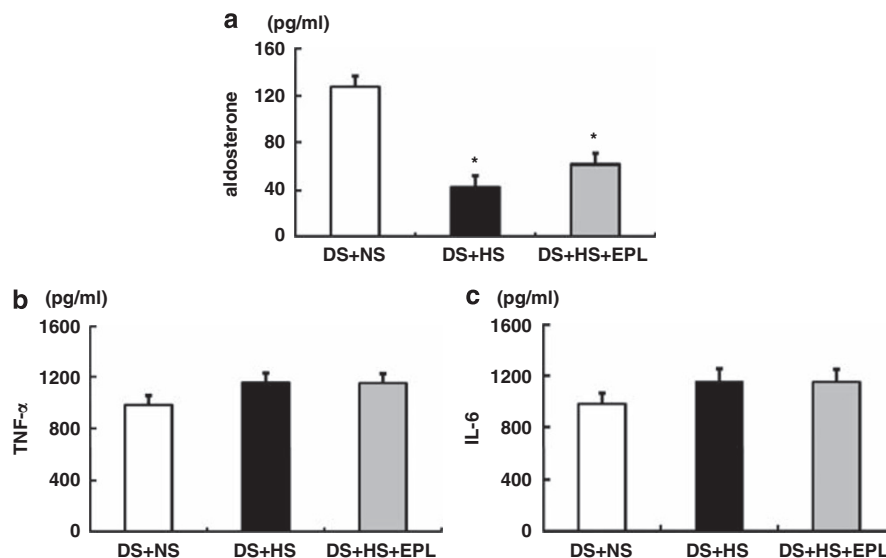 a (pg/ml)
160
120
80
40
0
aldosterone
* *
DS+NS DS+HS DS+HS+EPL
b (pg/ml)
1600
1200
800
400
0
TNF-α
DS+NS DS+HS DS+HS+EPL
c (pg/ml)
1600
1200
800
400
0
IL-6
DS+NS DS+HS DS+HS+EPL